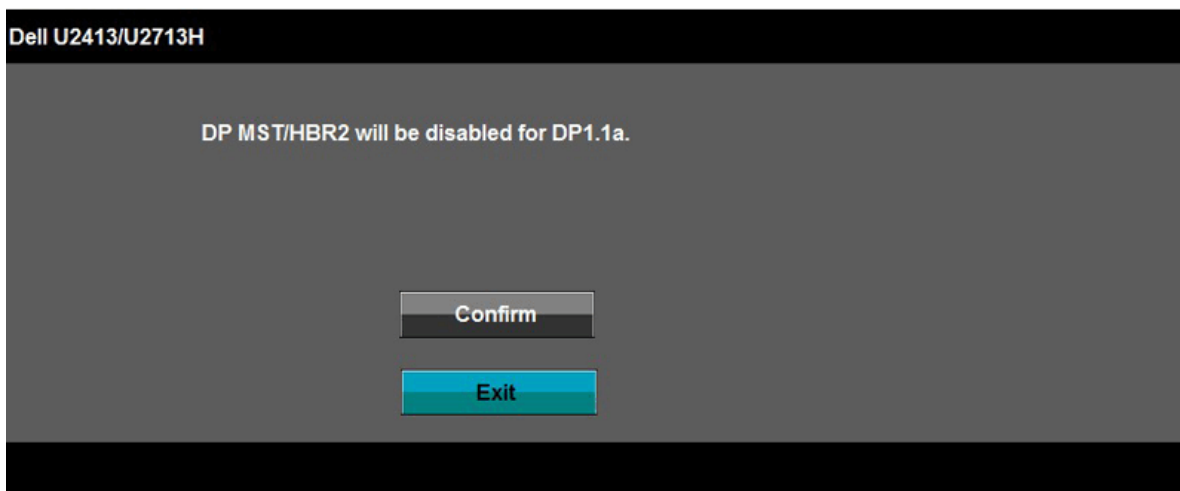 Dell U2413/U2713H
DP MST/HBR2 will be disabled for DP1.1a.
Confirm
Exit